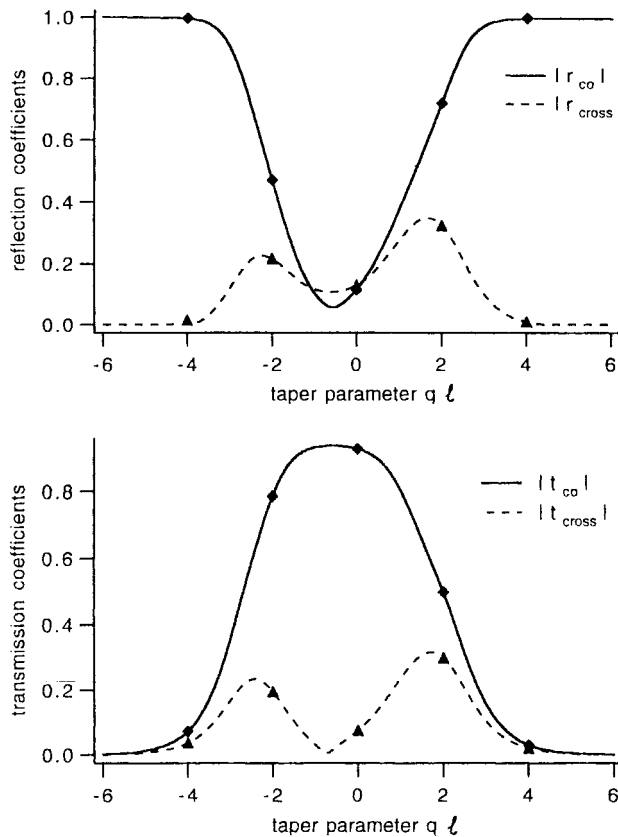 1.0
0.8
0.6
0.4
0.2
0.0
reflection coefficients
| r co |
| r cross |
-6 -4 -2 0 2 4 6
taper parameter q ℓ
0.8
0.6
0.4
0.2
0.0
transmission coefficients
| t co |
| t cross |
-6 -4 -2 0 2 4 6
taper parameter q ℓ